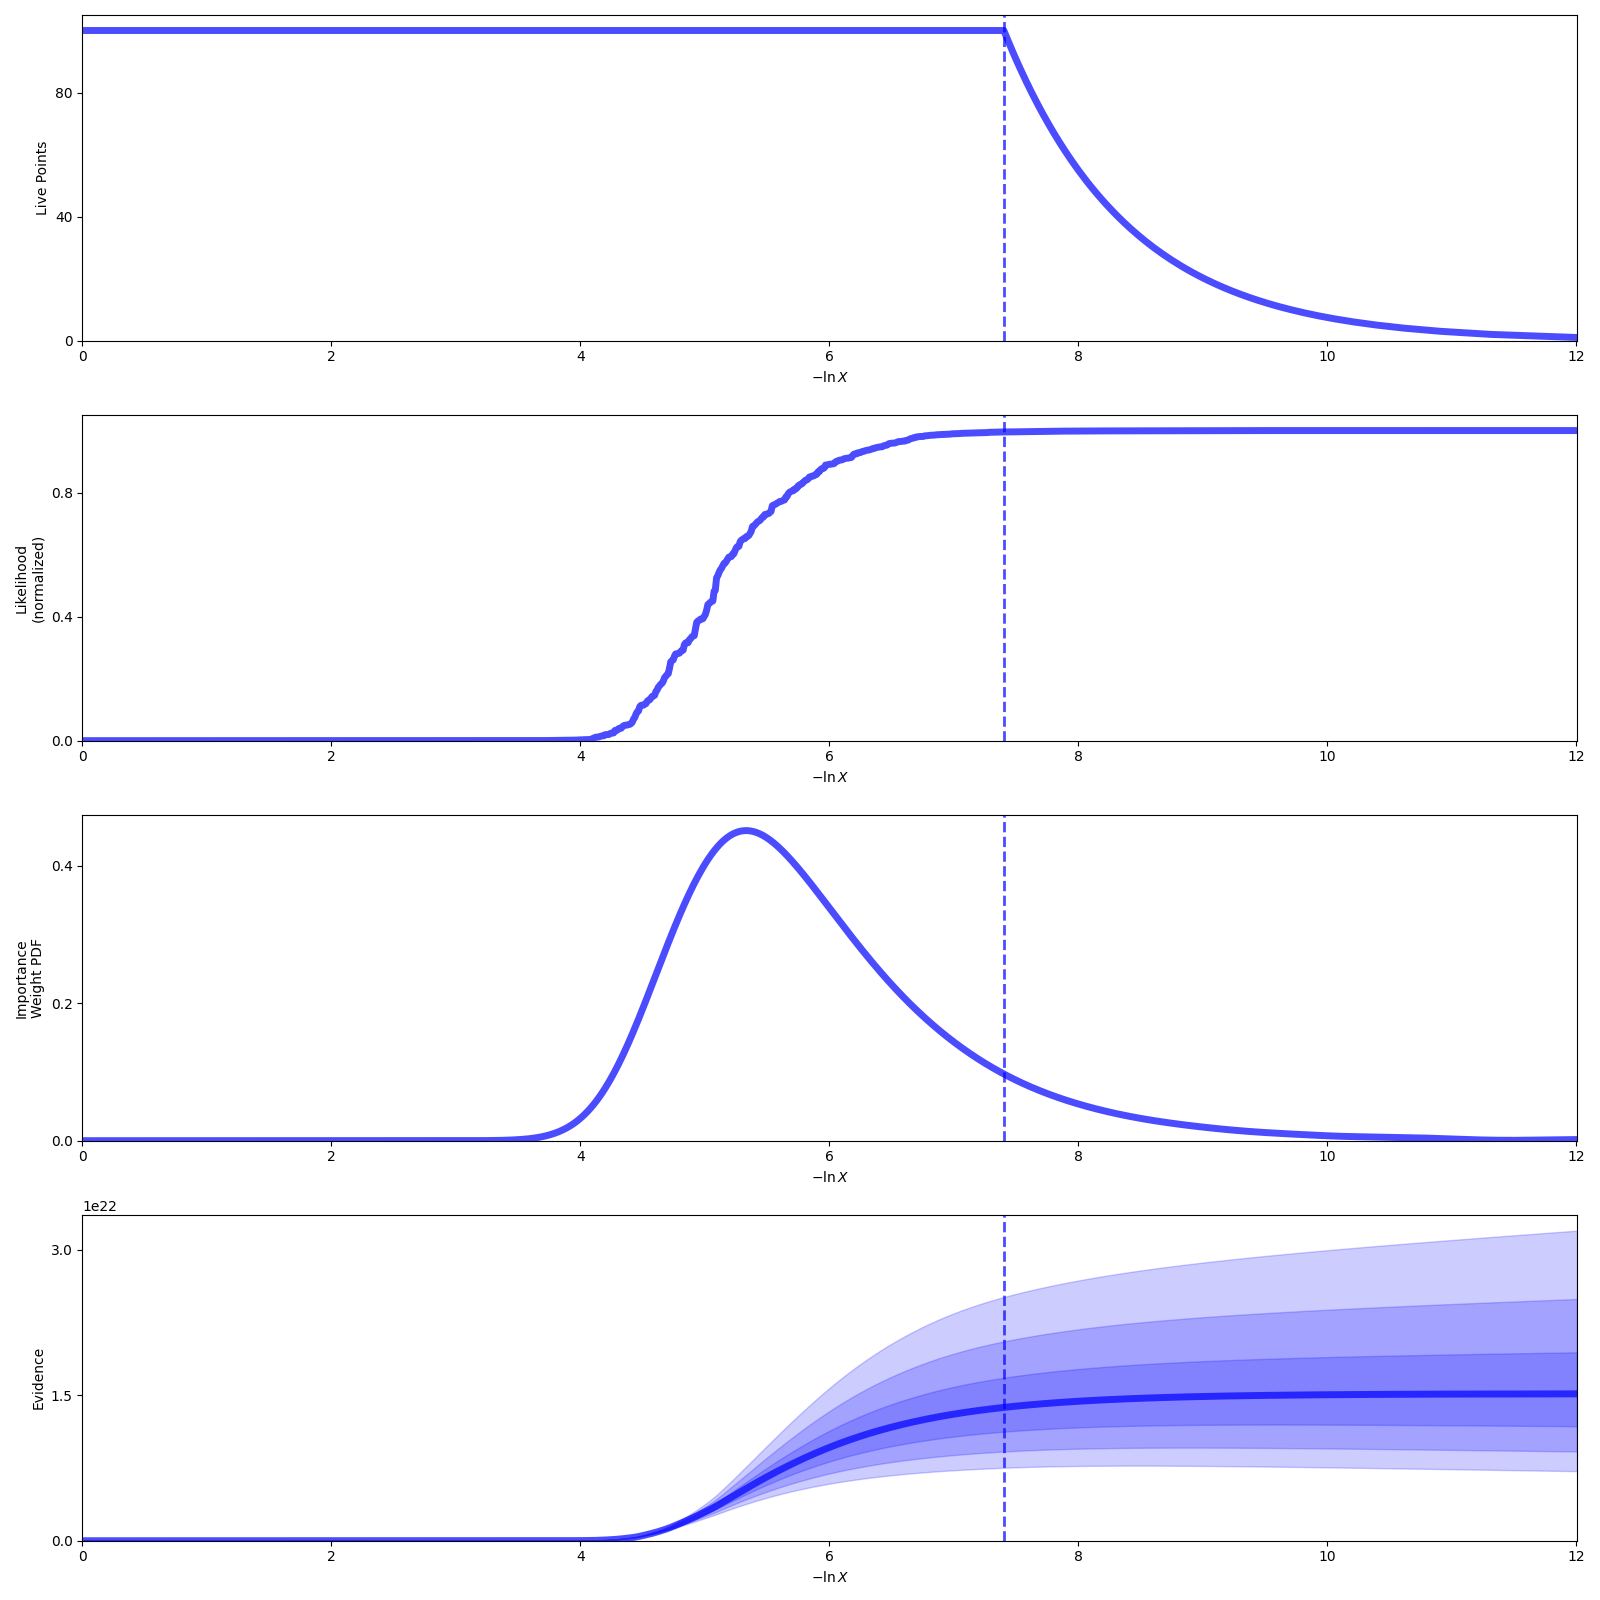 80
40
0
Live Points
0 2 4 6 8 10 12
−ln X
0.8
0.4
0.0
Likelihood
(normalized)
0 2 4 6 8 10 12
−ln X
0.4
0.2
0.0
Importance
Weight PDF
0 2 4 6 8 10 12
−ln X
1e22
3.0
1.5
0.0
Evidence
0 2 4 6 8 10 12
−ln X